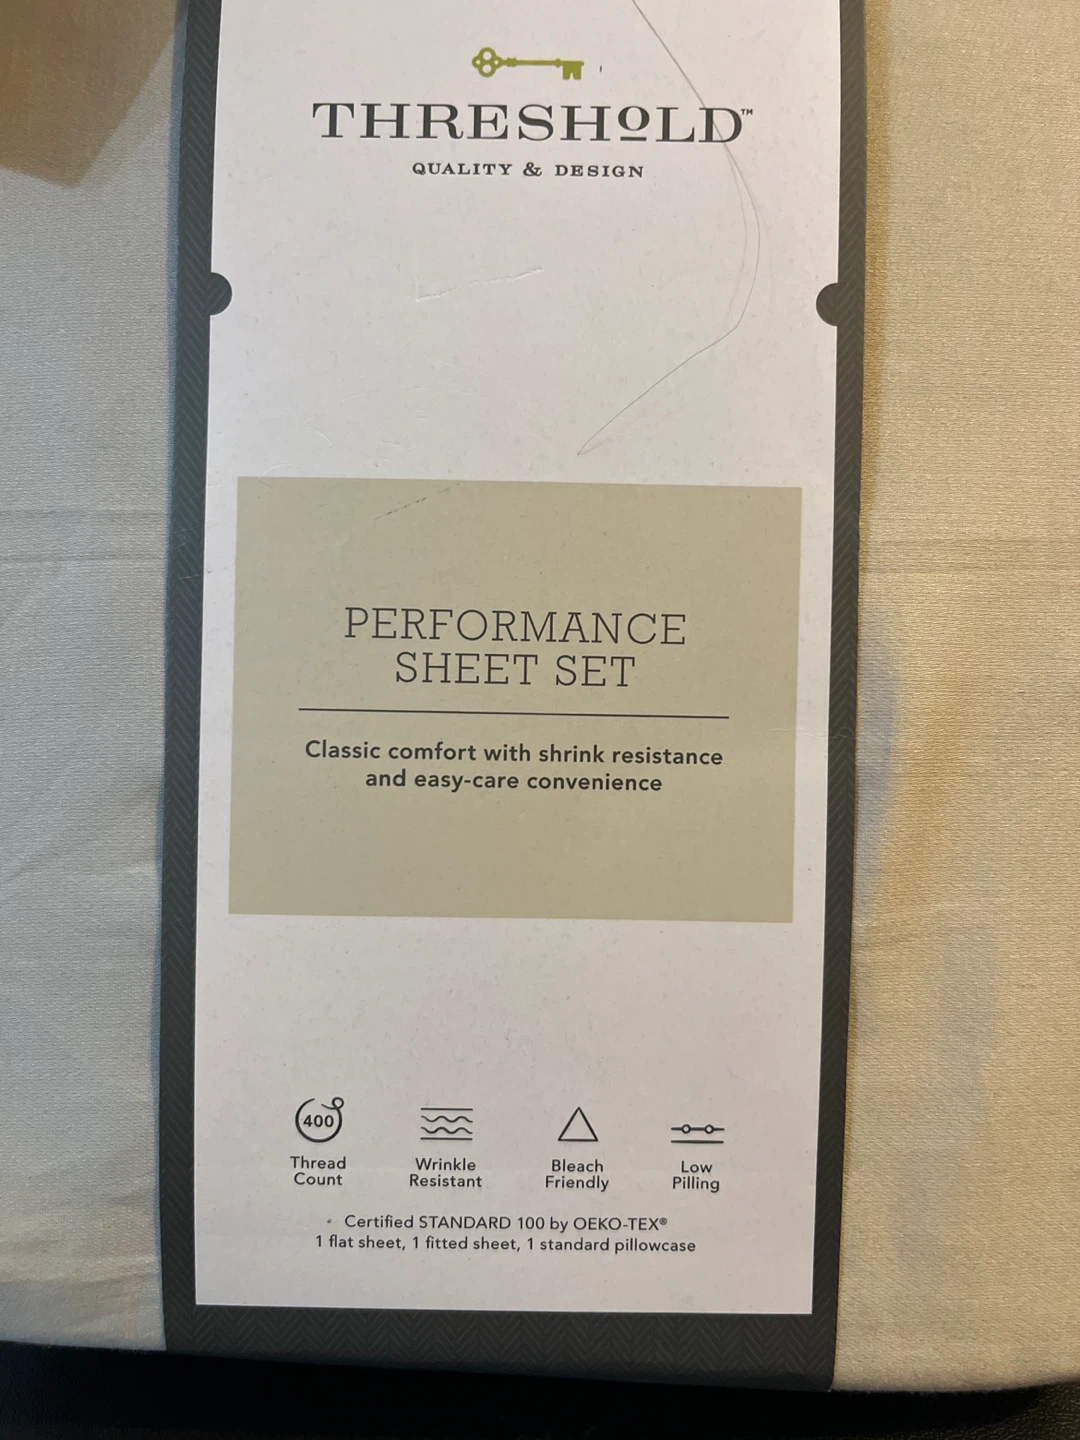 THRESHOLD™
QUALITY & DESIGN
PERFORMANCE
SHEET SET
Classic comfort with shrink resistance
and easy-care convenience
400
Thread
Count
Wrinkle
Resistant
Bleach
Friendly
Low
Pilling
Certified STANDARD 100 by OEKO-TEX®
1 flat sheet, 1 fitted sheet, 1 standard pillowcase